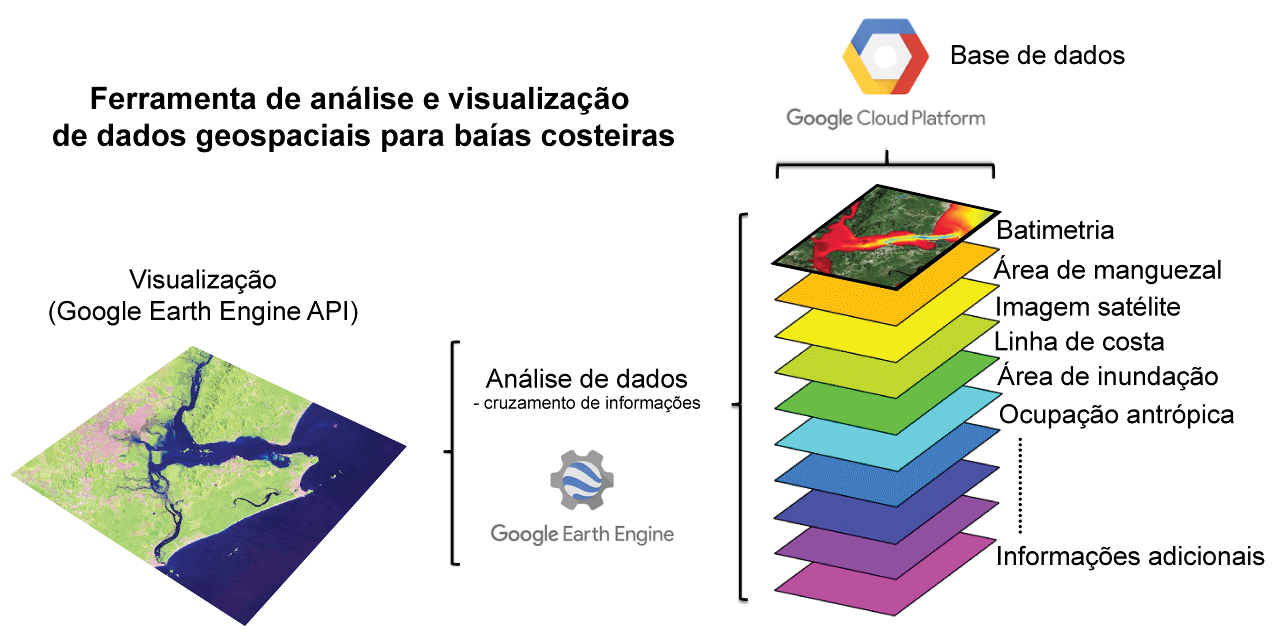 Ferramenta de análise e visualização
de dados geospaciais para baías costeiras
Base de dados
Google Cloud Platform
Visualização
(Google Earth Engine API)
Análise de dados
- cruzamento de informações
Google Earth Engine
Batimetria
Área de manguezal
Imagem satélite
Linha de costa
Área de inundação
Ocupação antrópica
Informações adicionais